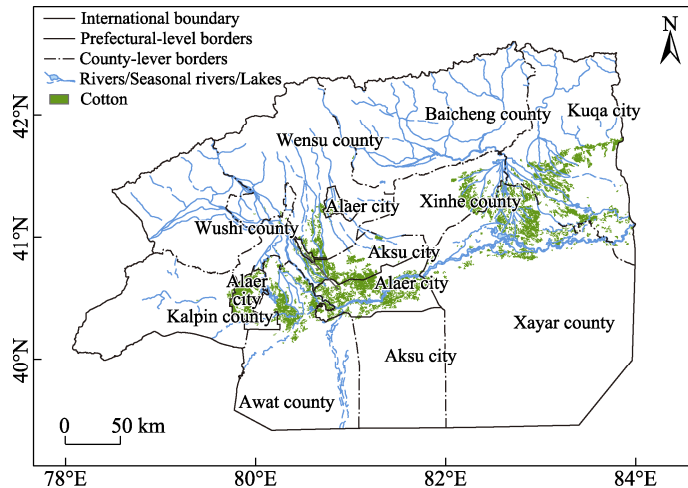 International boundary
Prefectural-level borders
County-lever borders
Rivers/Seasonal rivers/Lakes
Cotton
N
42°N
41°N
40°N
Baicheng county
Kuqa city
Wensu county
Alaer city
Xinhe county
Wushi county
Aksu city
Alaer
city
Alaer city
Kalpin county
Xayar county
Aksu city
Awat county
0 50 km
78°E 80°E 82°E 84°E